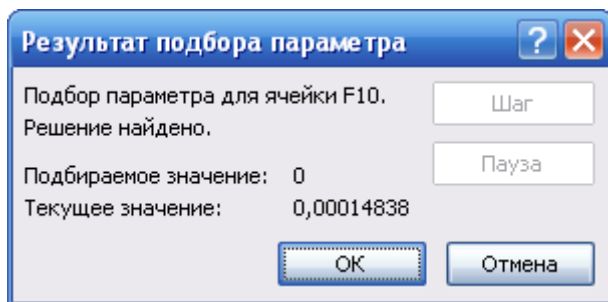 Результат подбора параметра
Подбор параметра для ячейки F10.
Решение найдено.
Подбираемое значение: 0
Текущее значение: 0,00014838
Шаг
Пауза
ОК
Отмена